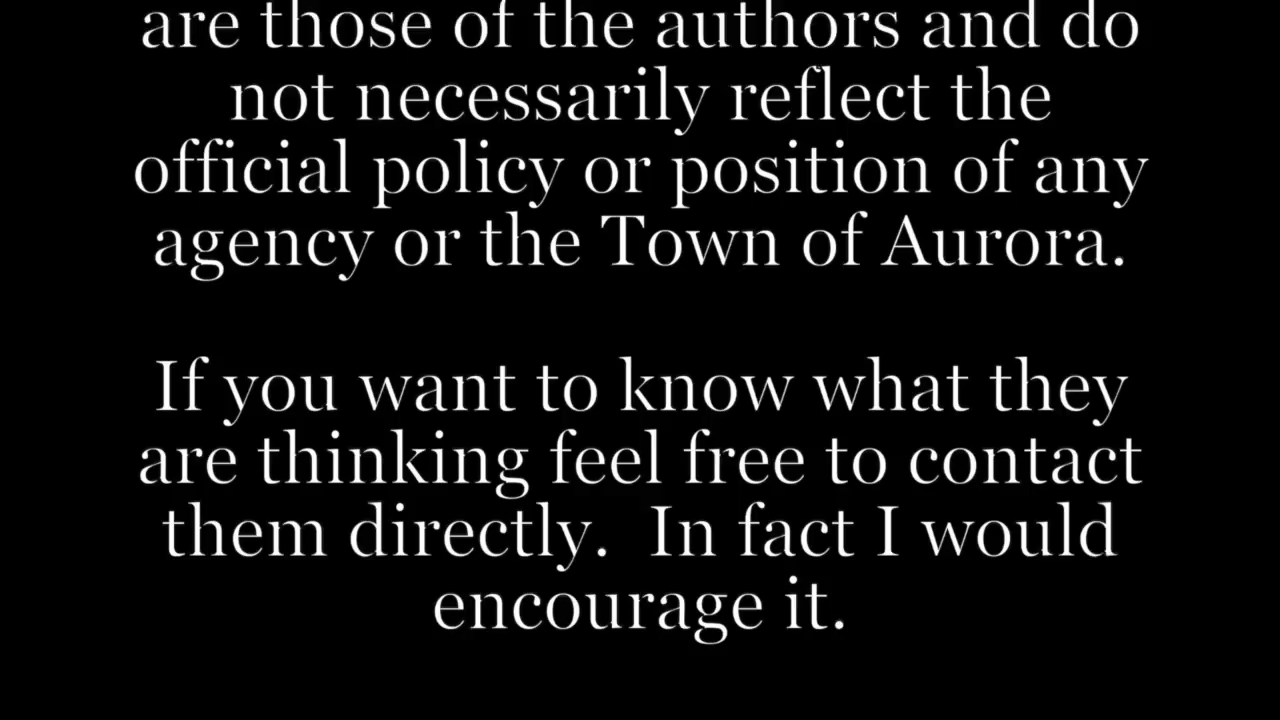 are those of the authors and do
not necessarily reflect the
official policy or position of any
agency or the Town of Aurora.
If you want to know what they
are thinking feel free to contact
them directly.  In fact I would
encourage it.